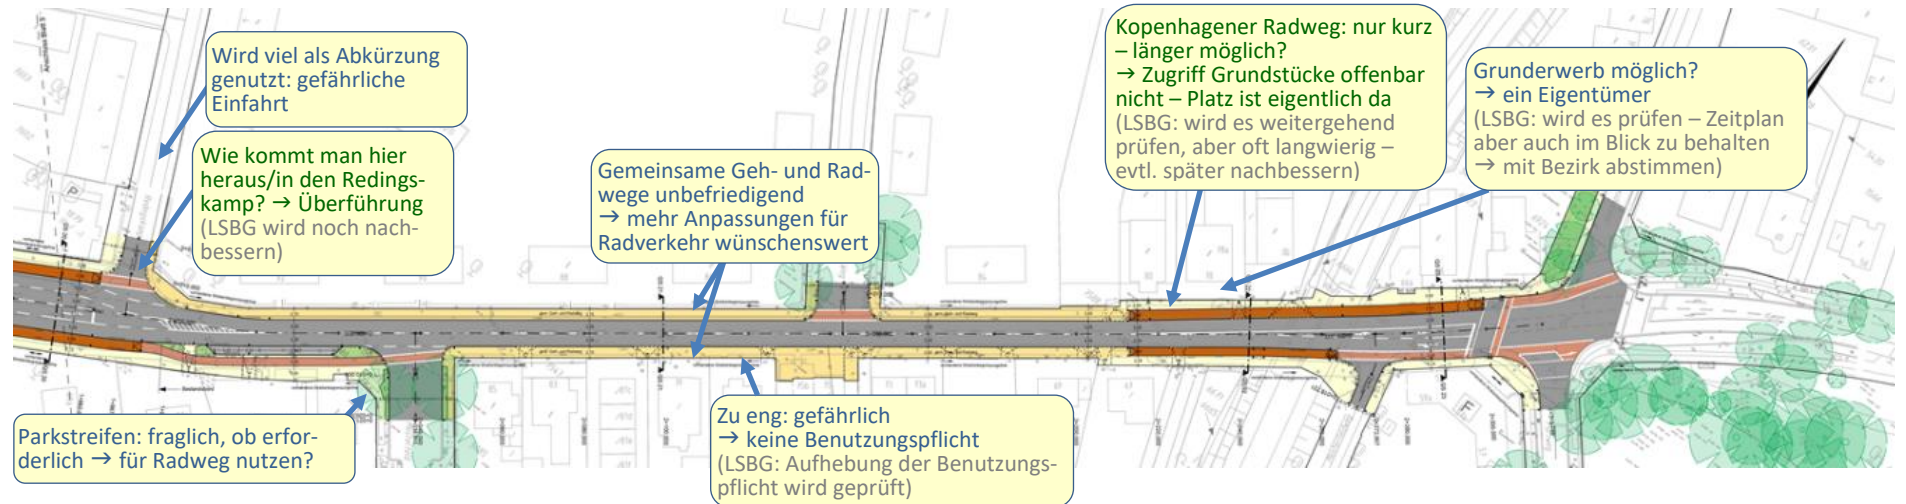 Wird viel als Abkürzung
genutzt: gefährliche
Einfahrt
Wie kommt man hier
heraus/in den Redings-
kamp? → Überführung
(LSBG wird noch nach-
bessern)
Gemeinsame Geh- und Rad-
wege unbefriedigend
→ mehr Anpassungen für
Radverkehr wünschenswert
Kopenhagener Radweg: nur kurz
– länger möglich?
→ Zugriff Grundstücke offenbar
nicht – Platz ist eigentlich da
(LSBG: wird es weitergehend
prüfen, aber oft langwierig –
evtl. später nachbessern)
Grunderwerb möglich?
→ ein Eigentümer
(LSBG: wird es prüfen – Zeitplan
aber auch im Blick zu behalten
→ mit Bezirk abstimmen)
Parkstreifen: fraglich, ob erfor-
derlich → für Radweg nutzen?
Zu eng: gefährlich
→ keine Benutzungspflicht
(LSBG: Aufhebung der Benutzungs-
pflicht wird geprüft)
P
F